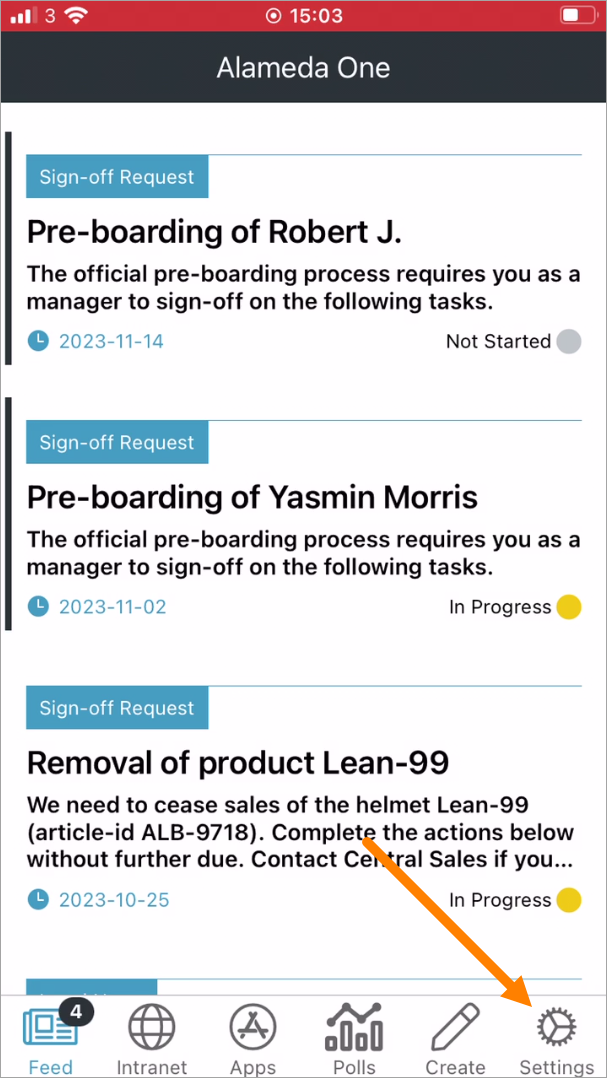 3 15:03
Alameda One
Sign-off Request
Pre-boarding of Robert J.
The official pre-boarding process requires you as a
manager to sign-off on the following tasks.
2023-11-14 Not Started
Sign-off Request
Pre-boarding of Yasmin Morris
The official pre-boarding process requires you as a
manager to sign-off on the following tasks.
2023-11-02 In Progress
Sign-off Request
Removal of product Lean-99
We need to cease sales of the helmet Lean-99
(article-id ALB-9718). Complete the actions below
without further due. Contact Central Sales if you...
2023-10-25 In Progress
4
Feed Intranet Apps Polls Create Settings